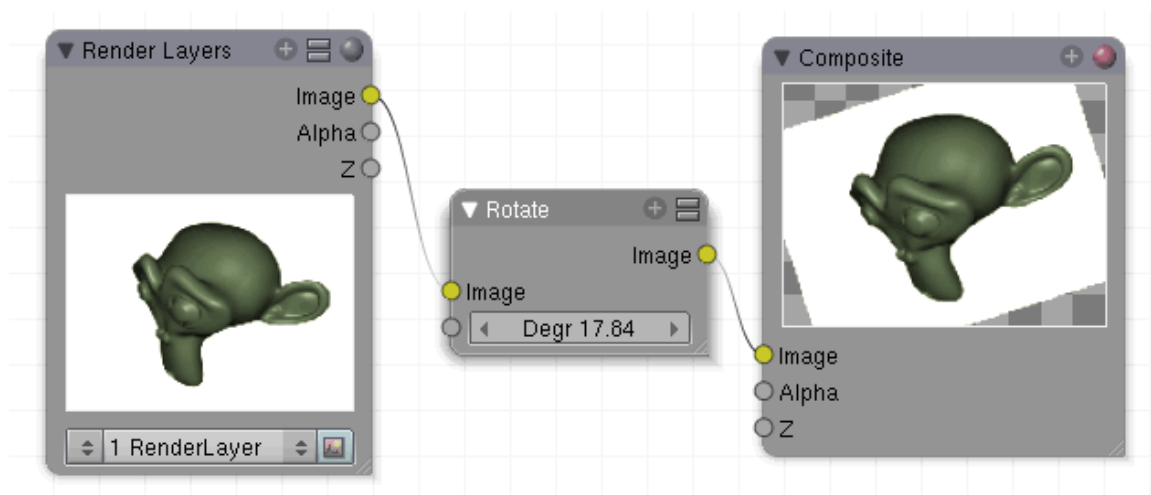 Render Layers
Image
Alpha
Z
1 RenderLayer
Rotate
Image
Image
Degr 17.84
Composite
Image
Alpha
Z